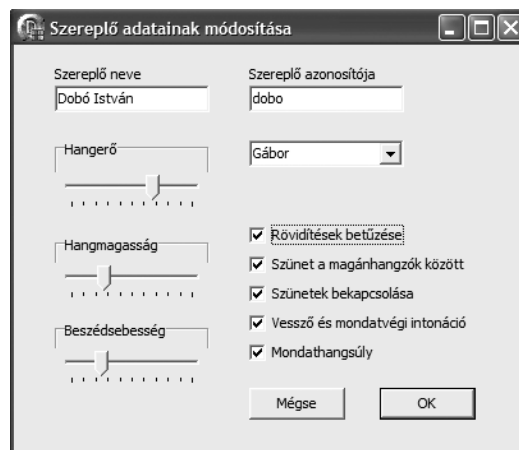 Szereplő adatainak módosítása
Szereplő neve
Szereplő azonosítója
Dobó István
dobo
Hangerő
Gábor
Hangmagasság
Beszédsebesség
Rövidítések betűzése
Szünet a magánhangzók között
Szünetek bekapcsolása
Vessző és mondatvégi intonáció
Mondathangsúly
Mégse
OK